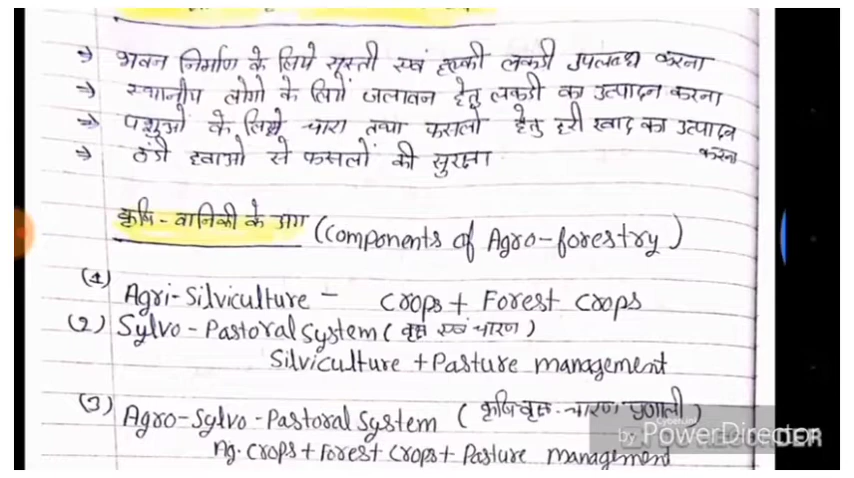 → भवन निर्माण के लिये सस्ती एवं हल्की लकडी उपलब्ध करना
→ स्थानीय लोगो के लिये जलावन हेतु लकडी का उत्पादन करना
→ पशुओं के लिये चारा तथा फसलो हेतु हरी खाद का उत्पादन करना
→ ठंडी हवाओ से फसलों की सुरक्षा
कृषि - वानिकी के अंग (Components of Agro-forestry)
(1) Agri-Silviculture - Crops + Forest Crops
(2) Sylvo-Pastoral System (वृक्ष एवं चारण)
Silviculture + Pasture management
(3) Agro-Sylvo-Pastoral System (कृषि वृक्ष-चारण प्रणाली)
Ag. Crops + Forest Crops + Pasture management
by PowerDirector